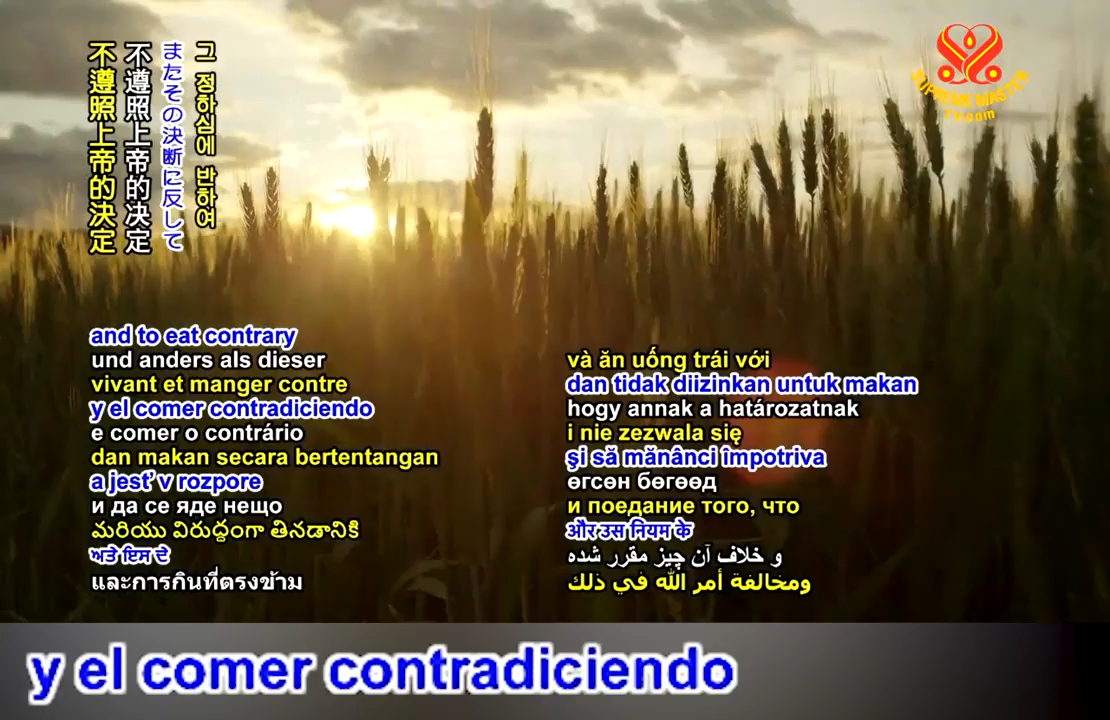 그 정하심에 반하여
またその決断に反して
不遵照上帝的决定
不遵照上帝的決定
SUPREME MASTER
TV.com
and to eat contrary
und anders als dieser
vivant et manger contre
y el comer contradiciendo
e comer o contrário
dan makan secara bertentangan
a jesť v rozpore
и да се яде нещо
మరియు విరుద్ధంగా తినడానికి
ਅਤੇ ਇਸ ਦੇ
และการกินที่ตรงข้าม
và ăn uống trái với
dan tidak diizinkan untuk makan
hogy annak a határozatnak
i nie zezwala się
şi să mănânci împotriva
өгсөн бөгөөд
и поедание того, что
और उस नियम के
و خلاف آن چیز مقرر شده
ومخالفة أمر الله في ذلك
y el comer contradiciendo